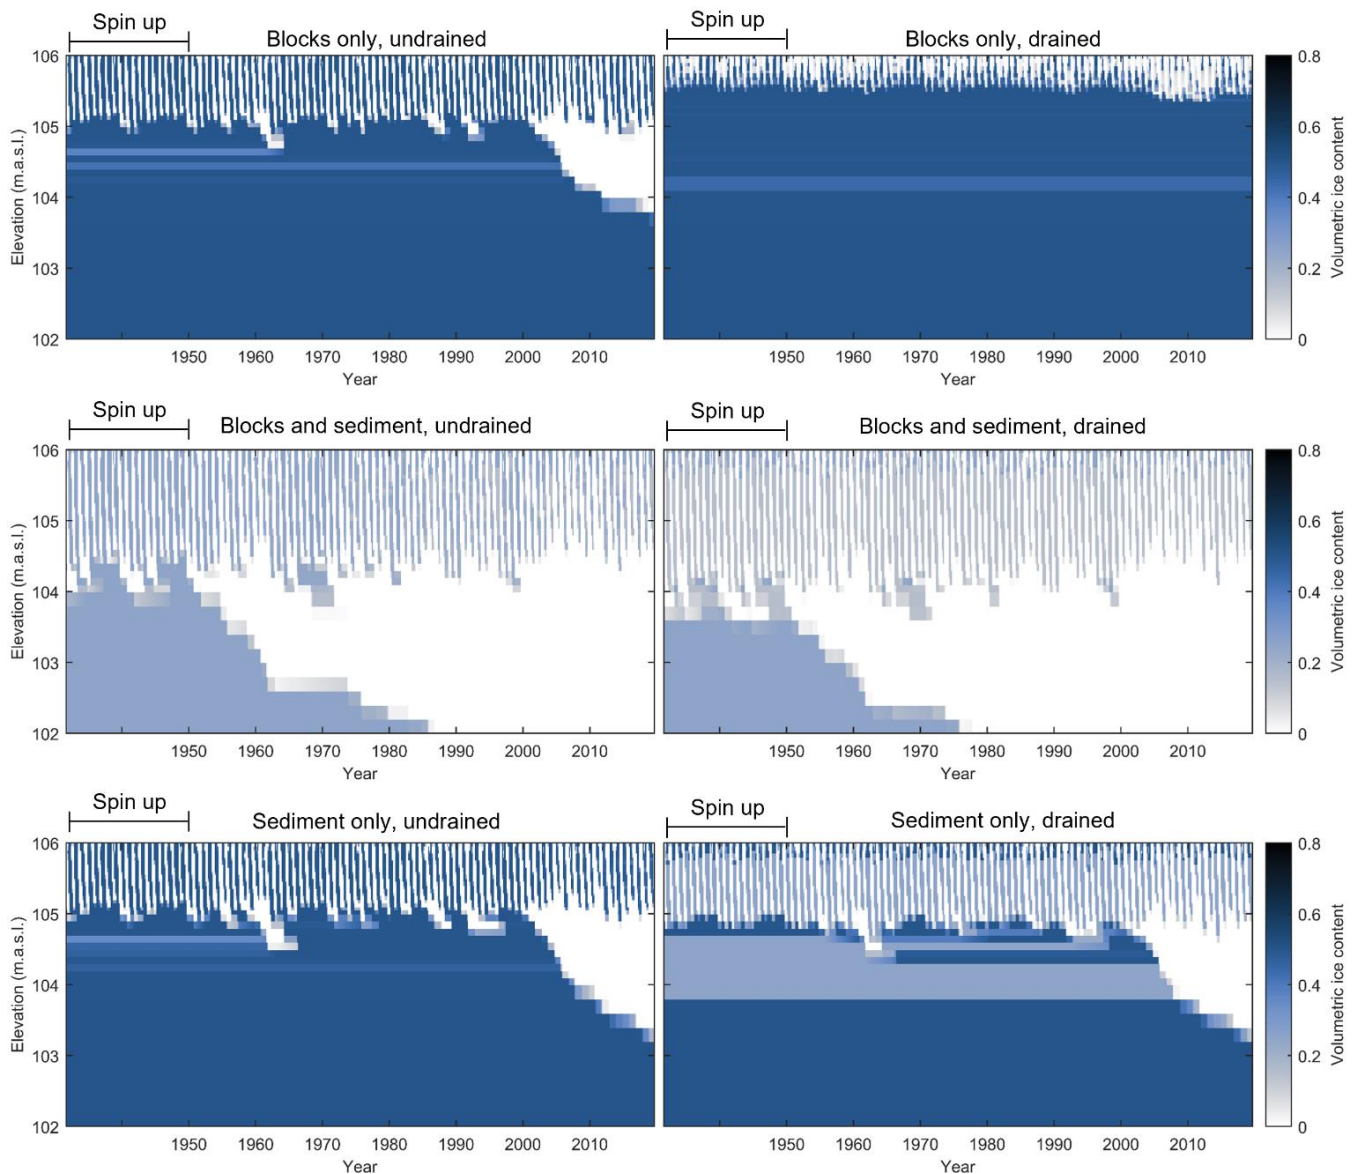 Spin up
Blocks only, undrained
Spin up
Blocks only, drained
106
105
104
103
102
Elevation (m.a.s.l.)
1950 1960 1970 1980 1990 2000 2010
Year
1950 1960 1970 1980 1990 2000 2010
Year
0.8
0.6
0.4
0.2
0
Volumetric ice content
Spin up
Blocks and sediment, undrained
Spin up
Blocks and sediment, drained
106
105
104
103
102
Elevation (m.a.s.l.)
1950 1960 1970 1980 1990 2000 2010
Year
1950 1960 1970 1980 1990 2000 2010
Year
0.8
0.6
0.4
0.2
0
Volumetric ice content
Spin up
Sediment only, undrained
Spin up
Sediment only, drained
106
105
104
103
102
Elevation (m.a.s.l.)
1950 1960 1970 1980 1990 2000 2010
Year
1950 1960 1970 1980 1990 2000 2010
Year
0.8
0.6
0.4
0.2
0
Volumetric ice content